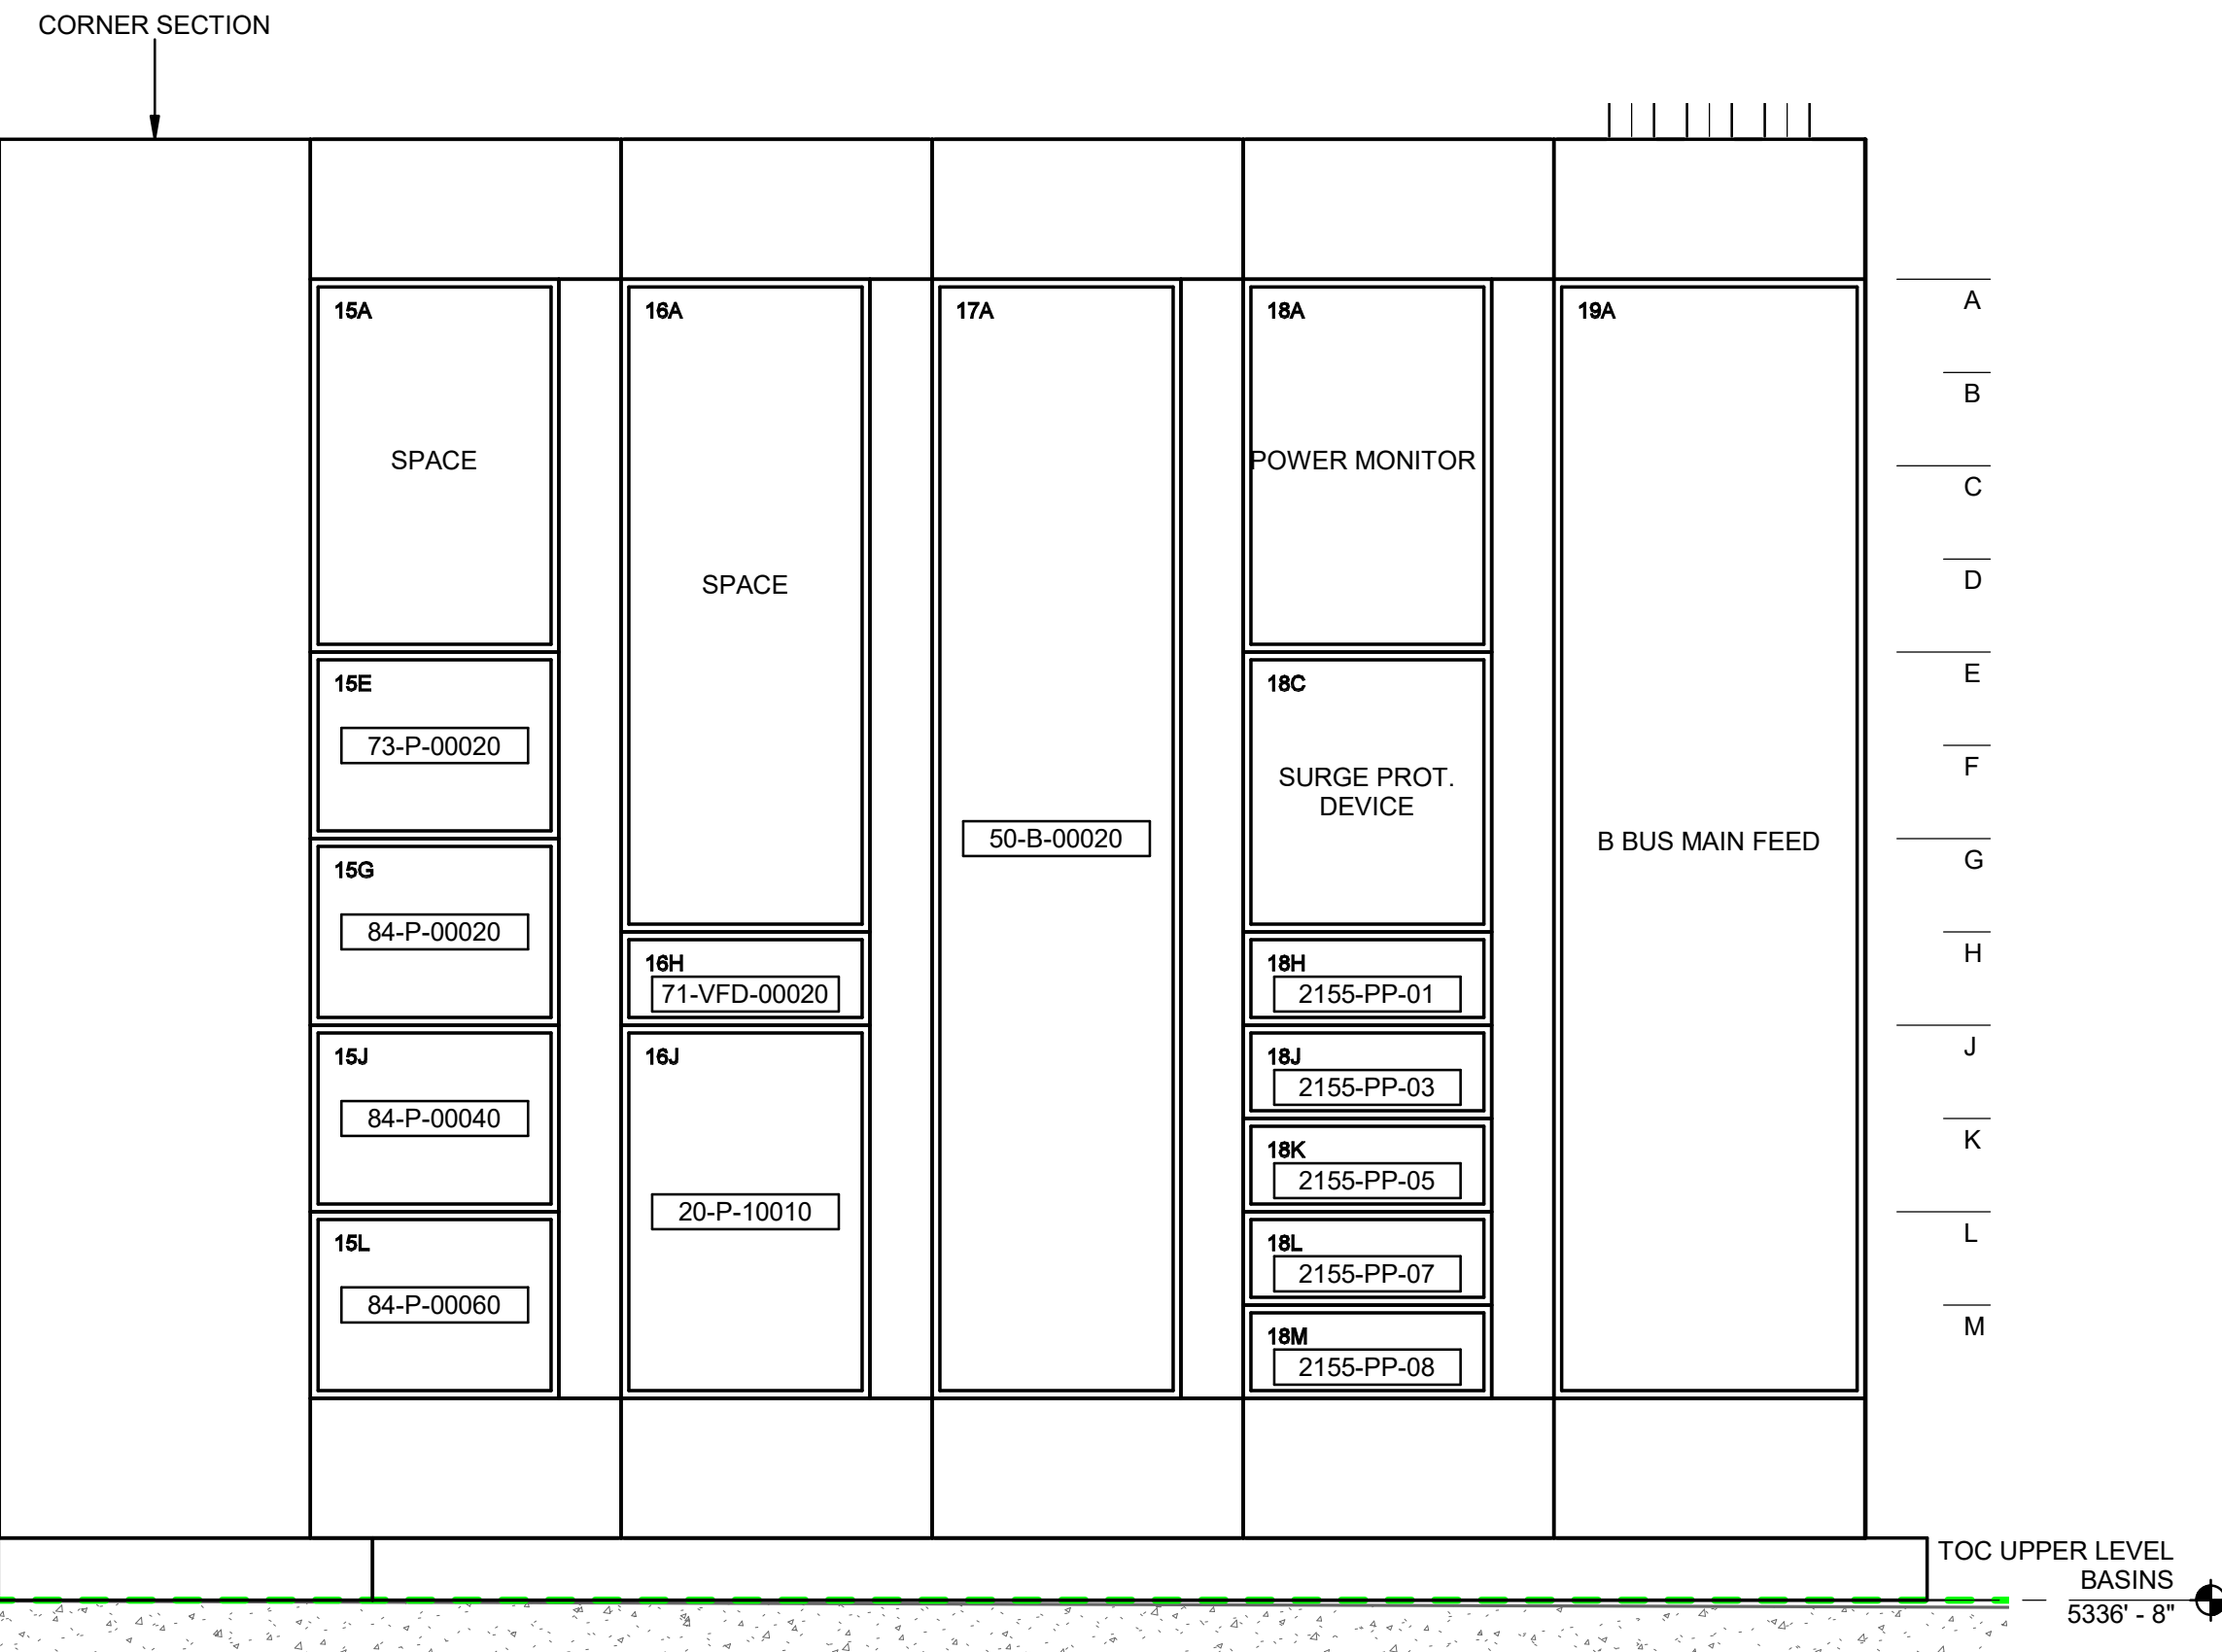 CORNER SECTION
15A
SPACE
15E
73-P-00020
15G
84-P-00020
15J
84-P-00040
15L
84-P-00060
16A
SPACE
16H
71-VFD-00020
16J
20-P-10010
17A
50-B-00020
18A
POWER MONITOR
18C
SURGE PROT.
DEVICE
18H
2155-PP-01
18J
2155-PP-03
18K
2155-PP-05
18L
2155-PP-07
18M
2155-PP-08
19A
B BUS MAIN FEED
A
B
C
D
E
F
G
H
J
K
L
M
TOC UPPER LEVEL
BASINS
5336' - 8"